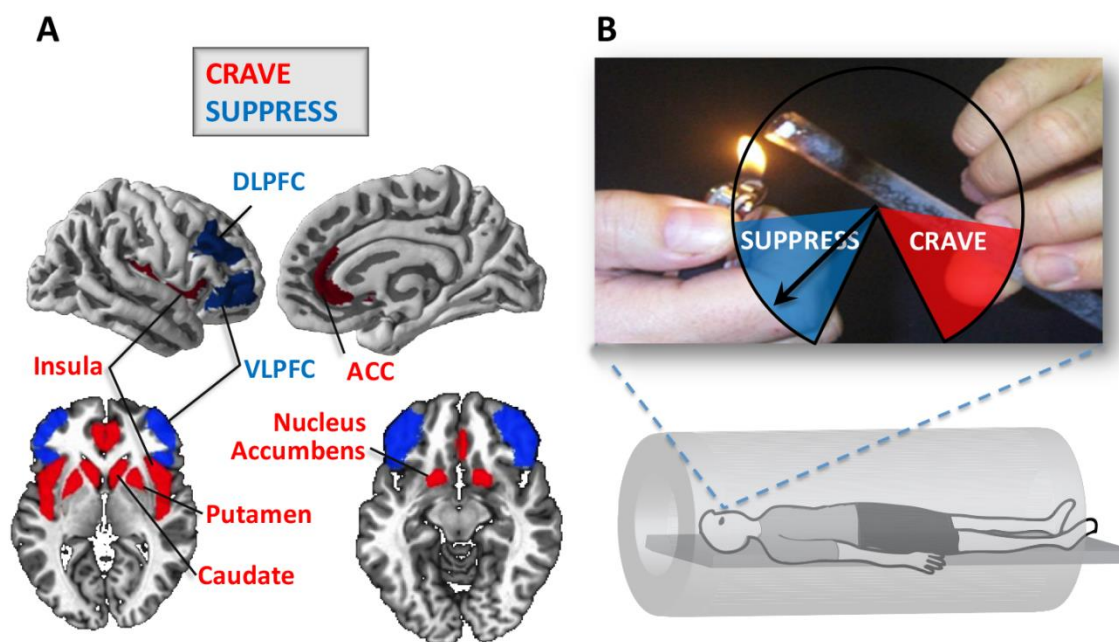 A
CRAVE
SUPPRESS
DLPFC
Insula
VLPFC
ACC
Nucleus
Accumbens
Putamen
Caudate
B
SUPPRESS
CRAVE